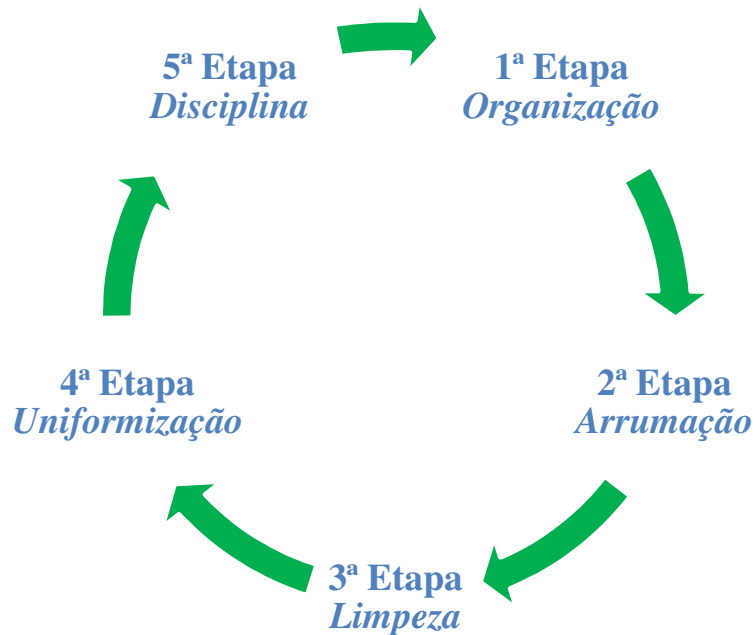 1ª Etapa
Organização
2ª Etapa
Arrumação
3ª Etapa
Limpeza
4ª Etapa
Uniformização
5ª Etapa
Disciplina